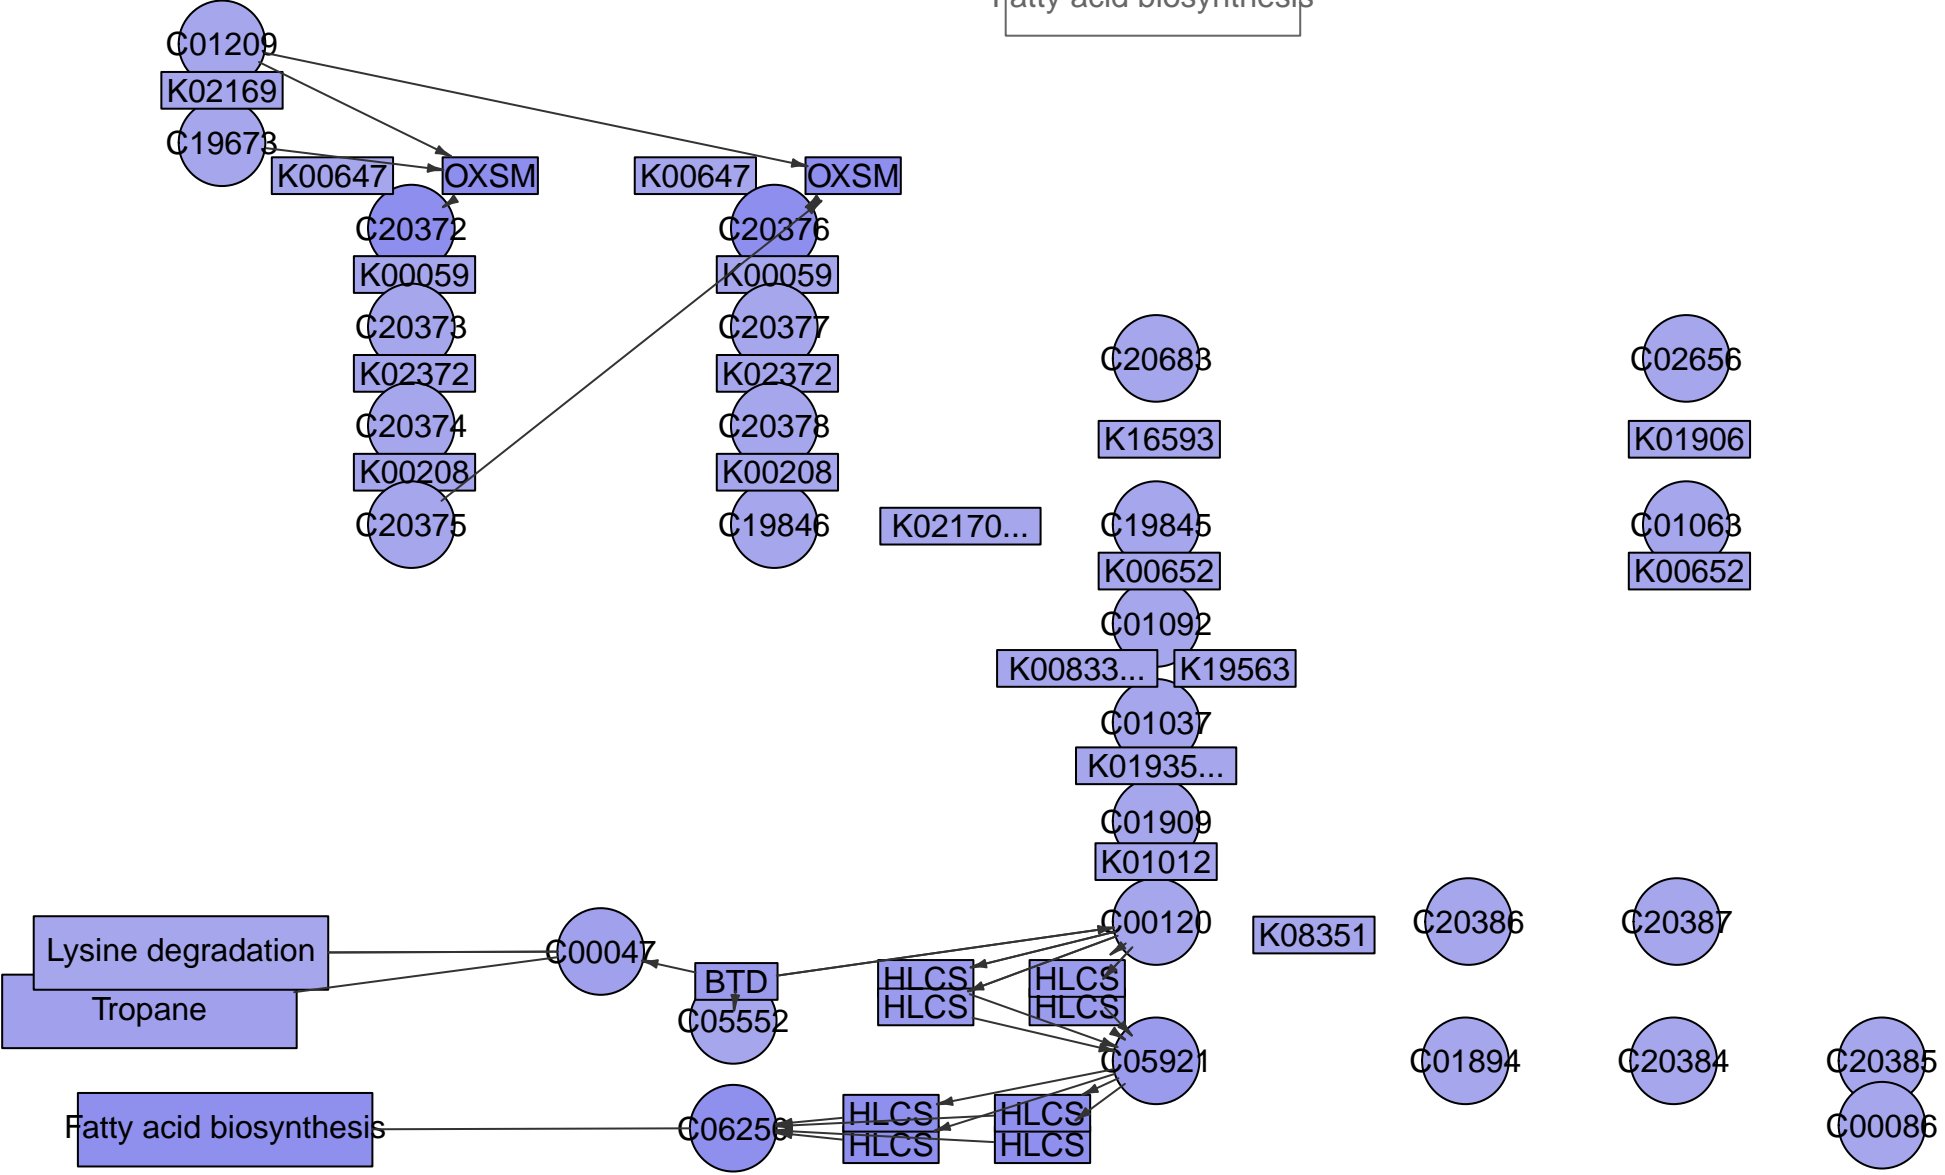 Fatty acid biosynthesis
C01209
K02169
C19673
K00647
OXSM
K00647
OXSM
C20372
C20376
K00059
K00059
C20373
C20377
C20683
C02656
K02372
K02372
C20374
C20378
K16593
K01906
K00208
K00208
C20375
C19846
K02170...
C19845
C01063
K00652
K00652
C01092
K00833...
K19563
C01037
K01935...
C01909
K01012
C00120
K08351
C20386
C20387
Lysine degradation
C00047
BTD
HLCS
HLCS
Tropane
HLCS
HLCS
C05552
C05921
C01894
C20384
C20385
Fatty acid biosynthesis
C06250
HLCS
HLCS
C00086
HLCS
HLCS